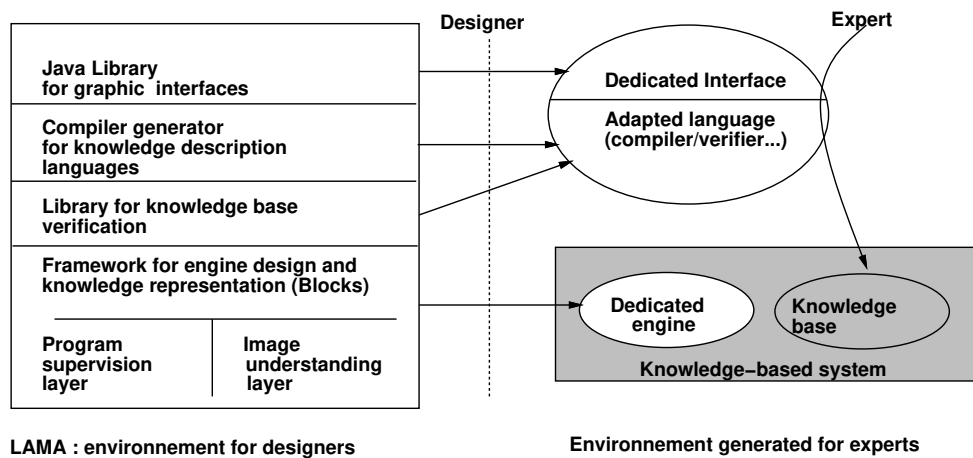 Designer
Expert
Java Library
for graphic interfaces
Compiler generator
for knowledge description
languages
Library for knowledge base
verification
Framework for engine design and
knowledge representation (Blocks)
Program
supervision
layer
Image
understanding
layer
Dedicated Interface
Adapted language
(compiler/verifier...)
Dedicated
engine
Knowledge
base
Knowledge-based system
LAMA : environnement for designers
Environnement generated for experts